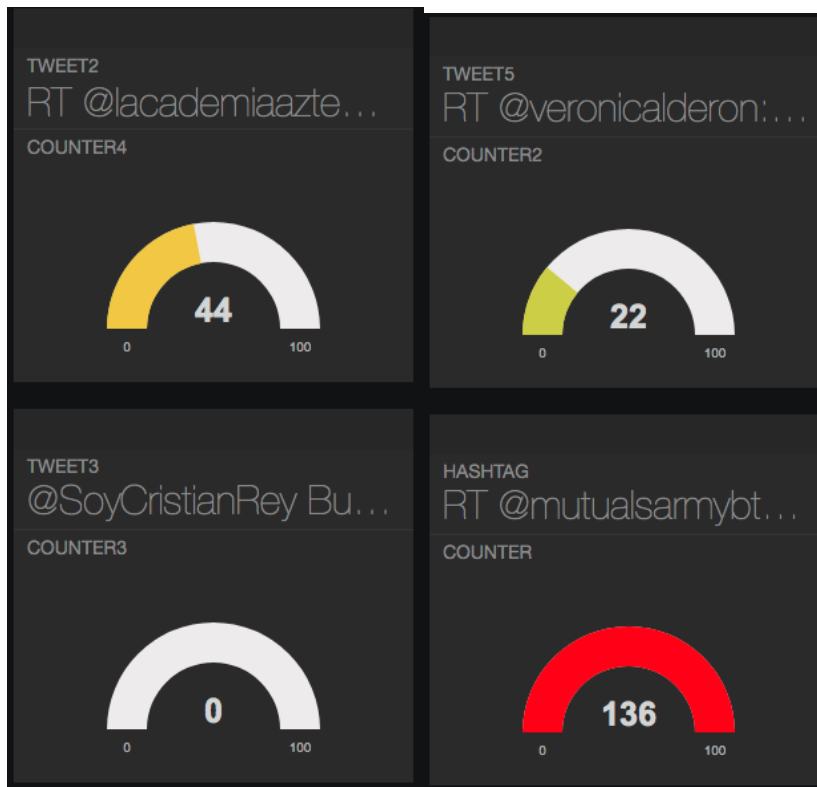 TWEET2
RT @lacademiaazte...
COUNTER4
44
0 100
TWEET5
RT @veronicalderon:...
COUNTER2
22
0 100
TWEET3
@SoyCristianRey Bu...
COUNTER3
0
0 100
HASHTAG
RT @mutualsarmybt...
COUNTER
136
0 100